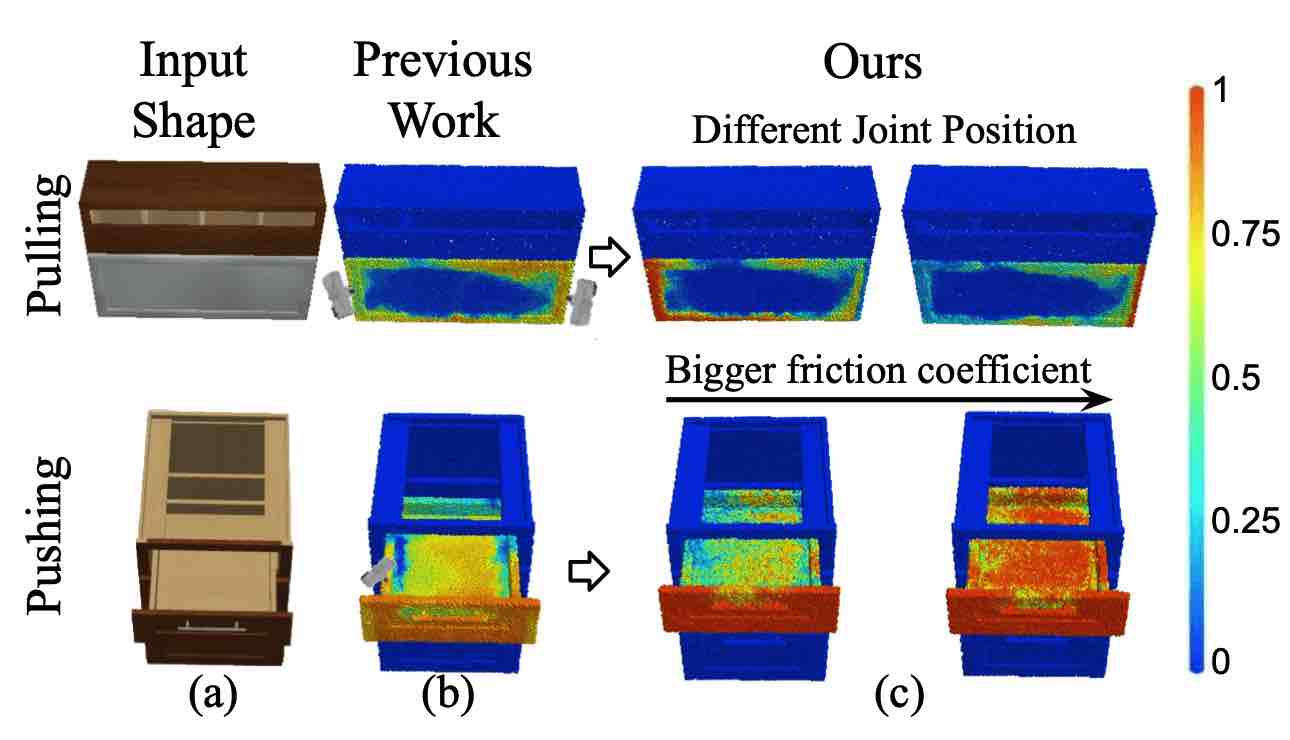 Input
Shape
Previous
Work
Ours
Different Joint Position
Pulling
Bigger friction coefficient
Pushing
(a)
(b)
(c)
1
0.75
0.5
0.25
0